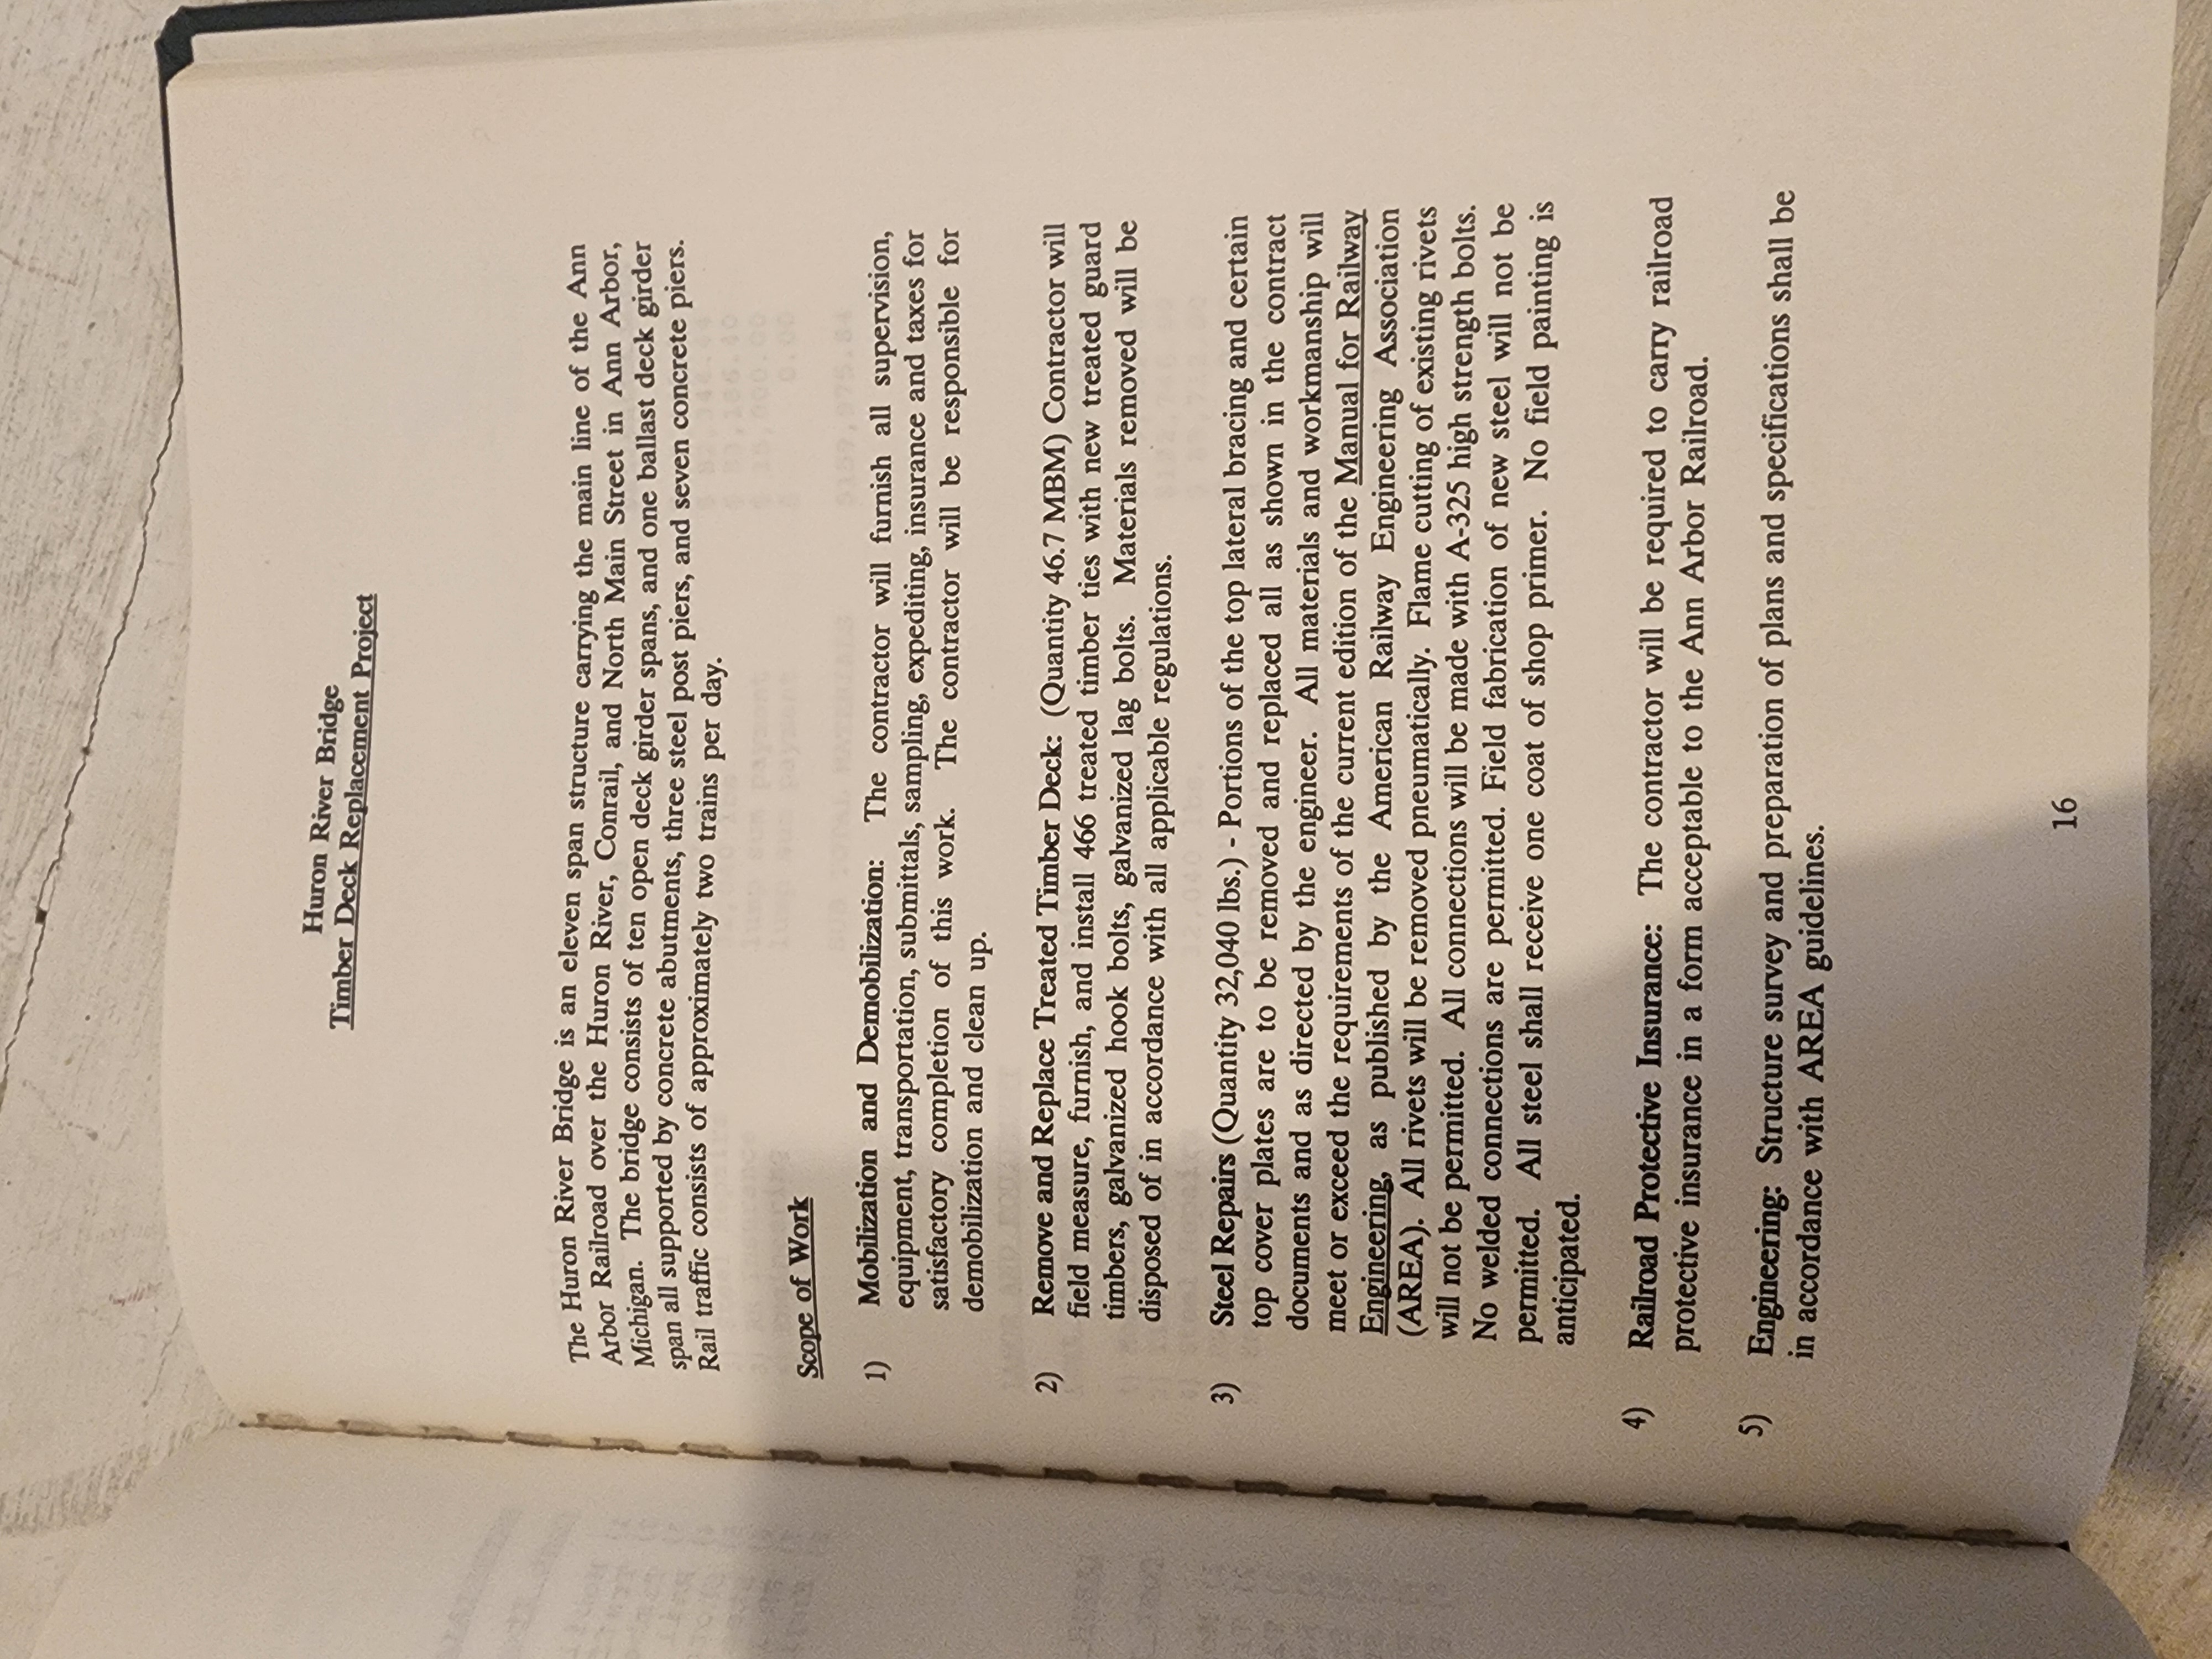 Huron River Bridge
Timber Deck Replacement Project
The Huron River Bridge is an eleven span structure carrying the main line of the Ann
Arbor Railroad over the Huron River, Conrail, and North Main Street in Ann Arbor,
Michigan. The bridge consists of ten open deck girder spans, and one ballast deck girder
span all supported by concrete abutments, three steel post piers, and seven concrete piers.
Rail traffic consists of approximately two trains per day.
Scope of Work
1) Mobilization and Demobilization: The contractor will furnish all supervision,
equipment, transportation, submittals, sampling, expediting, insurance and taxes for
satisfactory completion of this work. The contractor will be responsible for
demobilization and clean up.
2) Remove and Replace Treated Timber Deck: (Quantity 46.7 MBM) Contractor will
field measure, furnish, and install 466 treated timber ties with new treated guard
timbers, galvanized hook bolts, galvanized lag bolts. Materials removed will be
disposed of in accordance with all applicable regulations.
3) Steel Repairs (Quantity 32,040 lbs.) - Portions of the top lateral bracing and certain
top cover plates are to be removed and replaced all as shown in the contract
documents and as directed by the engineer. All materials and workmanship will
meet or exceed the requirements of the current edition of the Manual for Railway
Engineering, as published by the American Railway Engineering Association
(AREA). All rivets will be removed pneumatically. Flame cutting of existing rivets
will not be permitted. All connections will be made with A-325 high strength bolts.
No welded connections are permitted. Field fabrication of new steel will not be
permitted. All steel shall receive one coat of shop primer. No field painting is
anticipated.
4) Railroad Protective Insurance: The contractor will be required to carry railroad
protective insurance in a form acceptable to the Ann Arbor Railroad.
5) Engineering: Structure survey and preparation of plans and specifications shall be
in accordance with AREA guidelines.
16